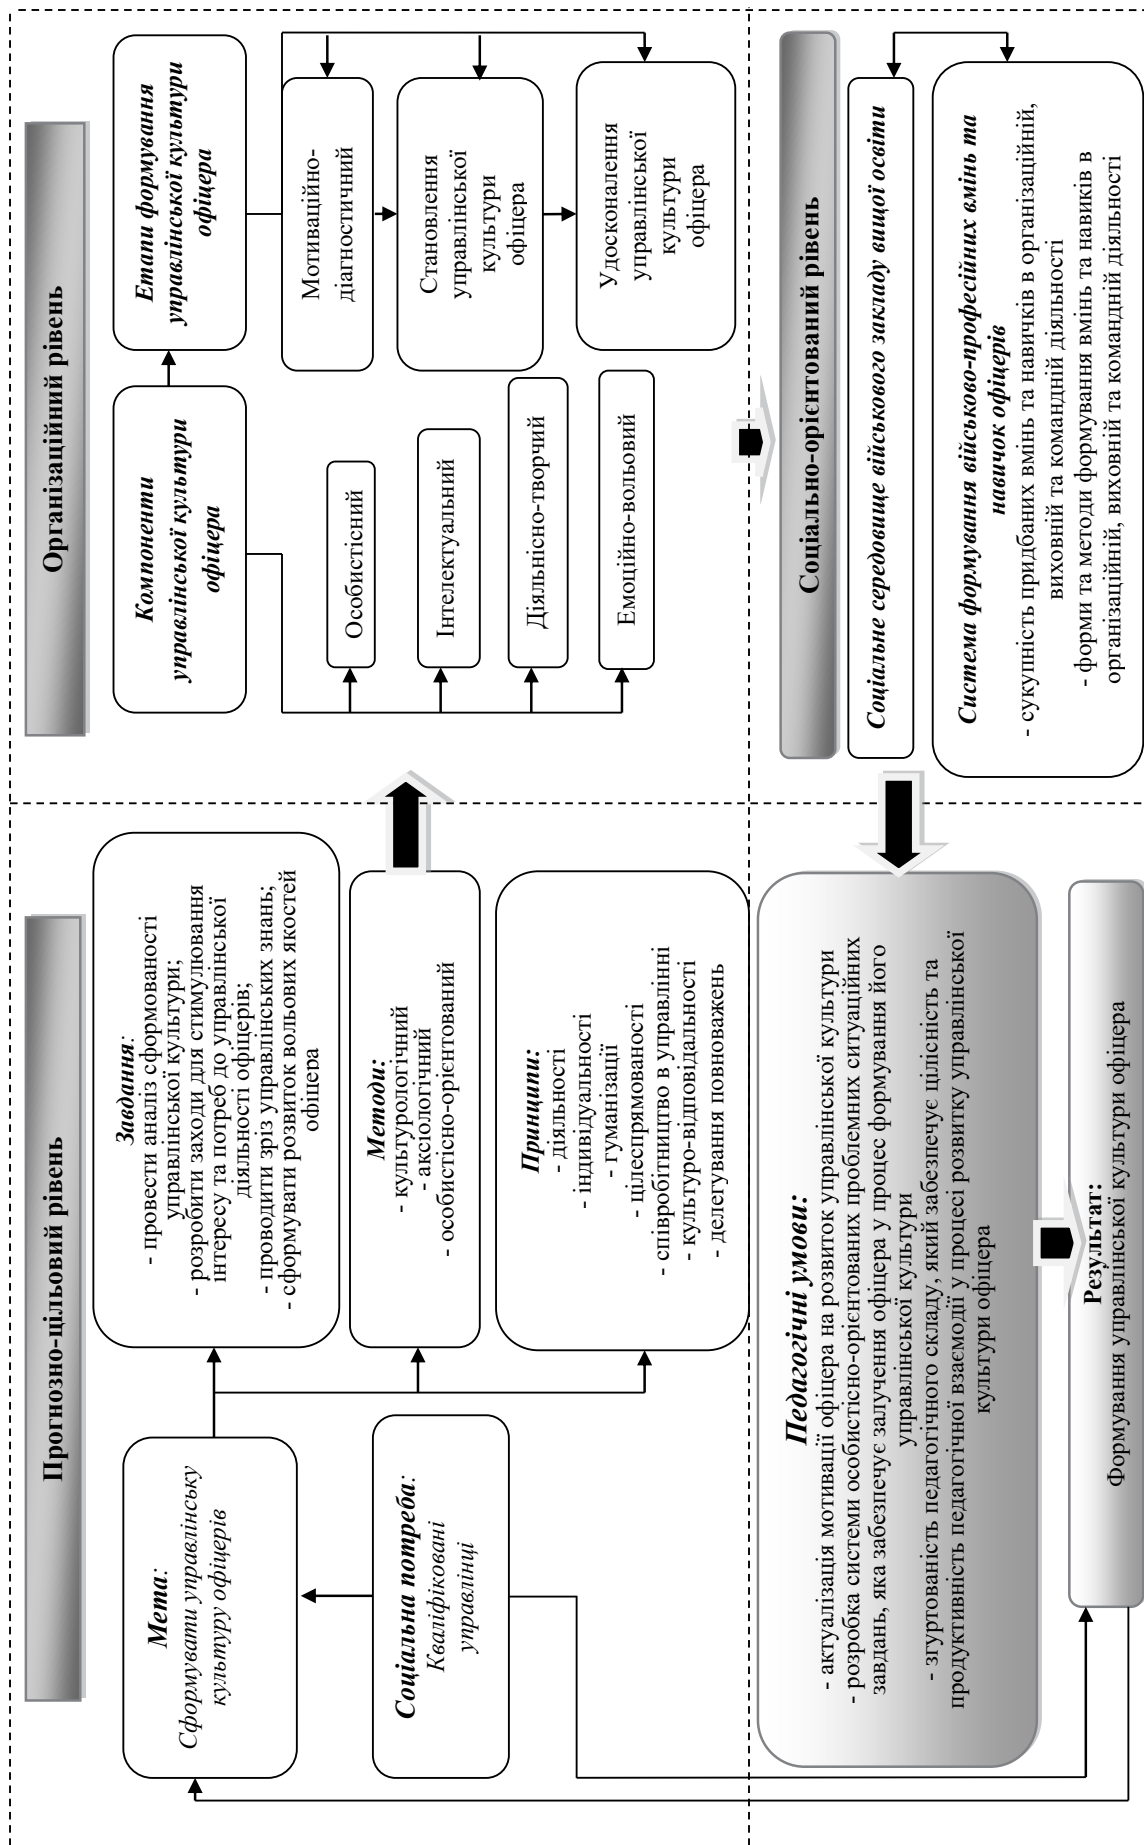 Прогнозно-цільовий рівень
Мета:
Сформувати управлінську
культуру офіцерів
Соціальна потреба:
Кваліфіковані
управлінці
Завдання:
- провести аналіз сформованості
управлінської культури;
- розробити заходи для стимулювання
інтересу та потреб до управлінської
діяльності офіцерів;
- проводити зріз управлінських знань;
- сформувати розвиток вольових якостей
офіцера
Методи:
- культурологічний
- аксіологічний
- особистісно-орієнтований
Принципи:
- діяльності
- індивідуальності
- гуманізації
- цілеспрямованості
- співробітництво в управлінні
- культуро-відповідальності
- делегування повноважень
Організаційний рівень
Компоненти
управлінської культури
офіцера
Особистісний
Інтелектуальний
Діяльнісно-творчий
Емоційно-вольовий
Етапи формування
управлінської культури
офіцера
Мотиваційно-
діагностичний
Становлення
управлінської
культури
офіцера
Удосконалення
управлінської
культури
офіцера
Педагогічні умови:
- актуалізація мотивації офіцера на розвиток управлінської культури
- розробка системи особистісно-орієнтованих проблемних ситуаційних
завдань, яка забезпечує залучення офіцера у процес формування його
управлінської культури
- згуртованість педагогічного складу, який забезпечує цілісність та
продуктивність педагогічної взаємодії у процесі розвитку управлінської
культури офіцера
Результат:
Формування управлінської культури офіцера
Соціально-орієнтований рівень
Соціальне середовище військового закладу вищої освіти
Система формування військово-професійних вмінь та
навичок офіцерів
- сукупність придбаних вмінь та навичків в організаційній,
виховній та командній діяльності
- форми та методи формування вмінь та навиків в
організаційній, виховній та командній діяльності